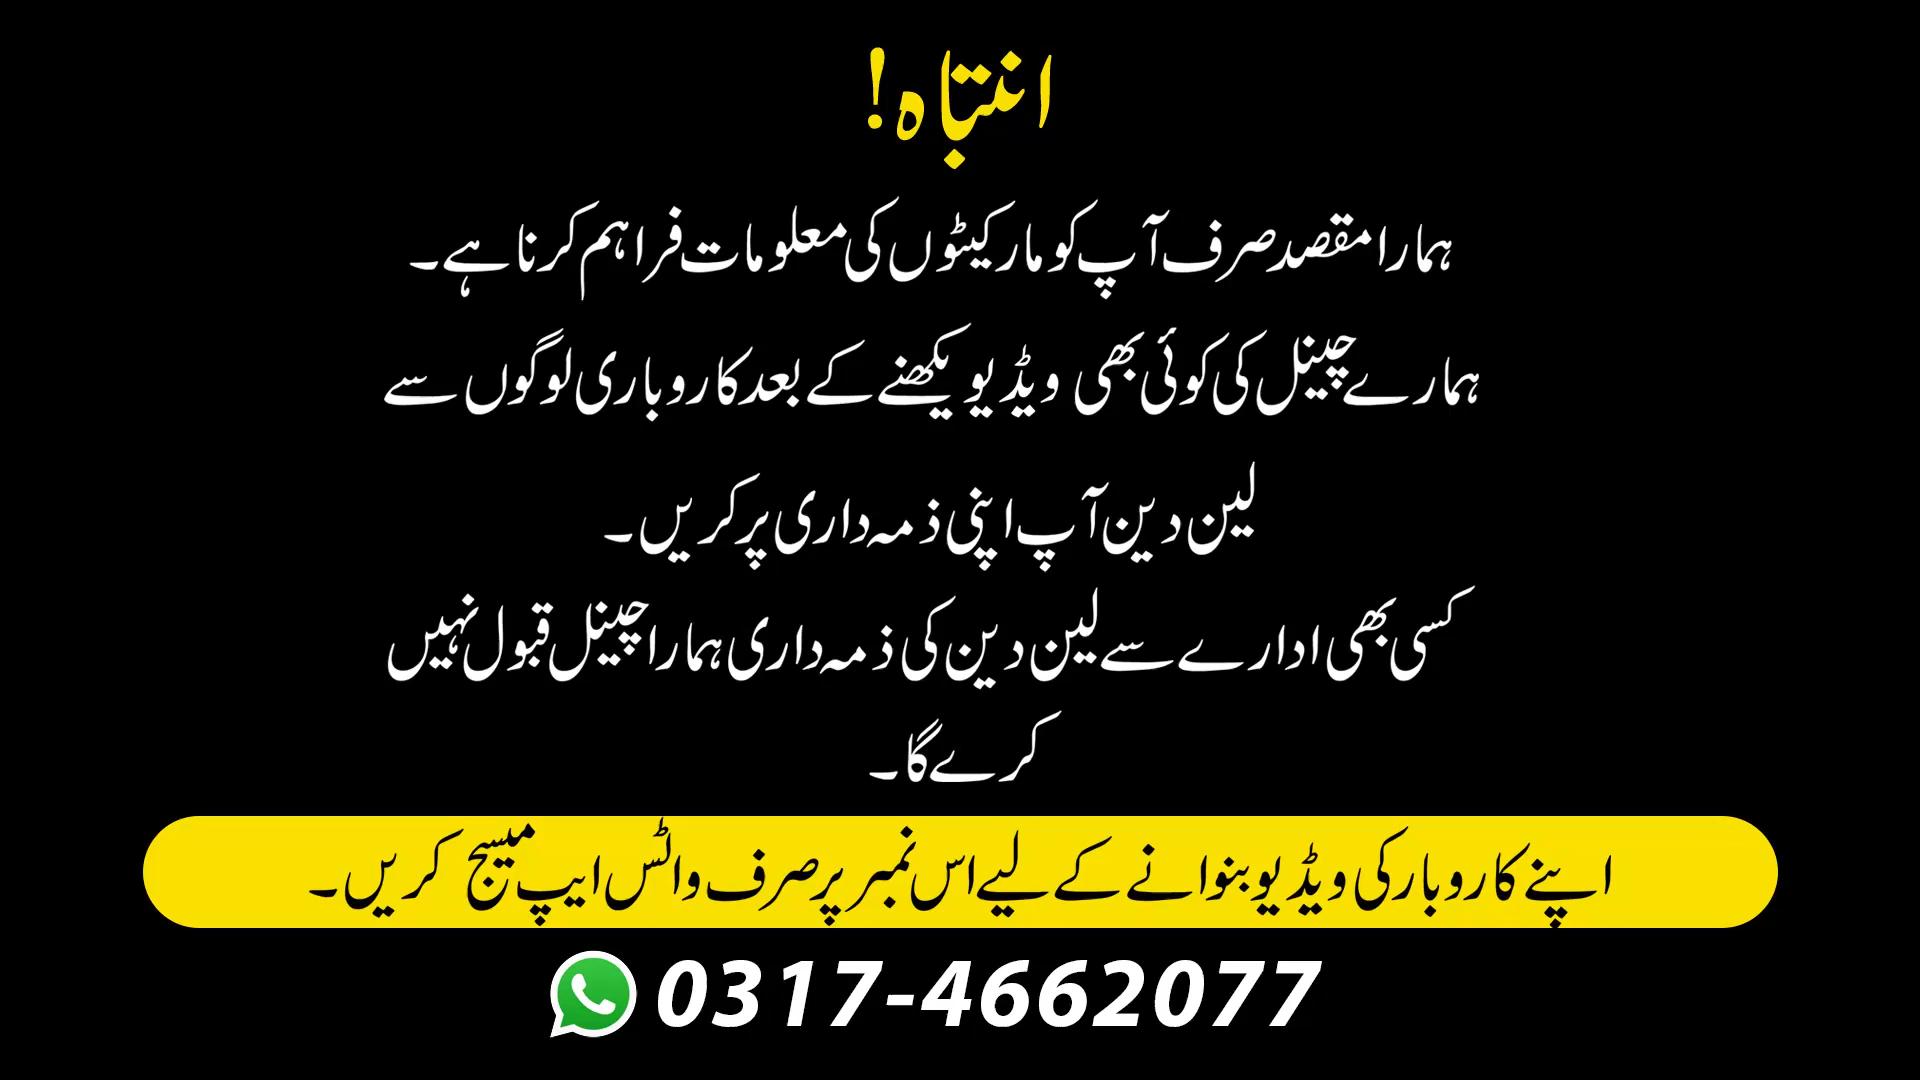 انتباہ!
ہمارا مقصد صرف آپ کو مارکیٹوں کی معلومات فراہم کرنا ہے۔
ہمارے چینل کی کوئی بھی ویڈیو یکھنے کے بعد کاروباری لوگوں سے
لین دین آپ اپنی ذمہ داری پر کریں۔
کسی بھی ادارے سے لین دین کی ذمہ داری ہمارا چینل قبول نہیں
کرے گا۔
اپنے کاروبار کی ویڈیو بنوانے کے لیے اس نمبر پر صرف واٹس ایپ میسج کریں۔
0317-4662077